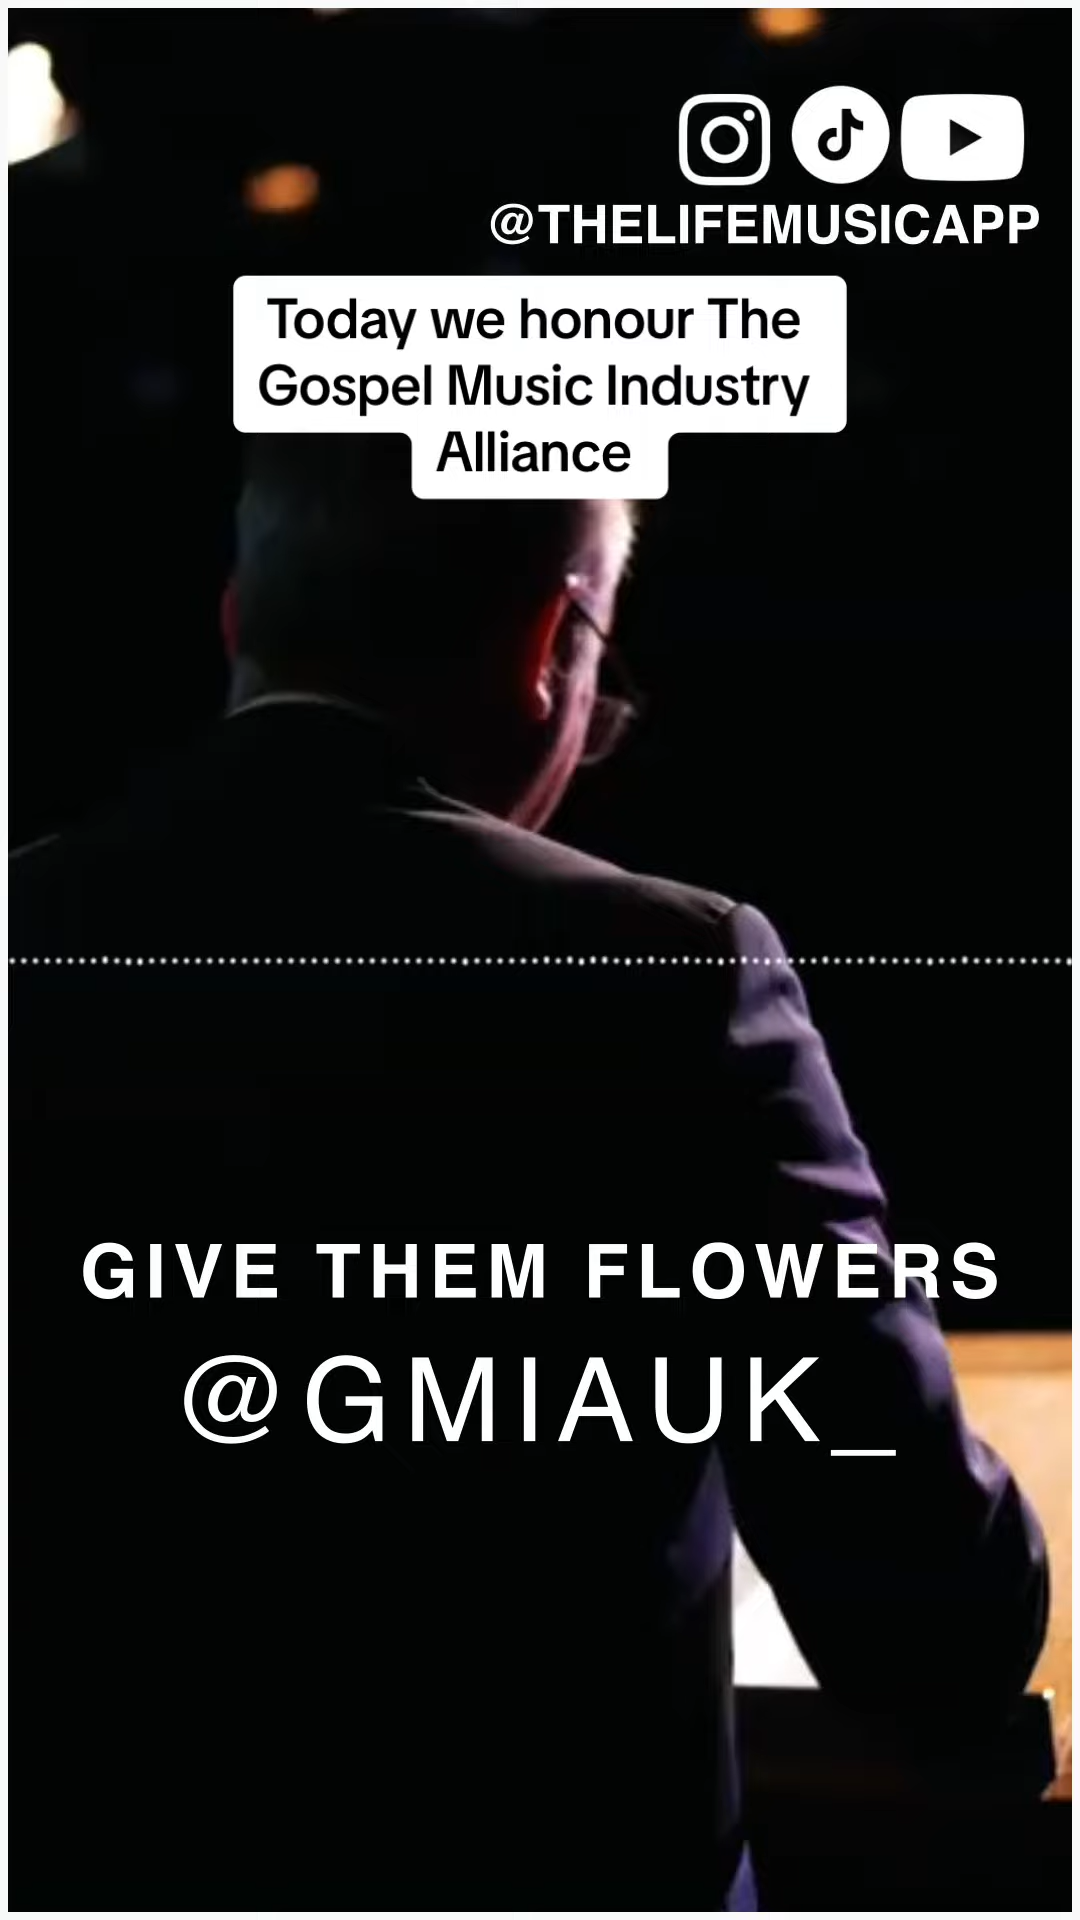 @THELIFEMUSICAPP
Today we honour The
Gospel Music Industry
Alliance
GIVE THEM FLOWERS
@GMIAUK_